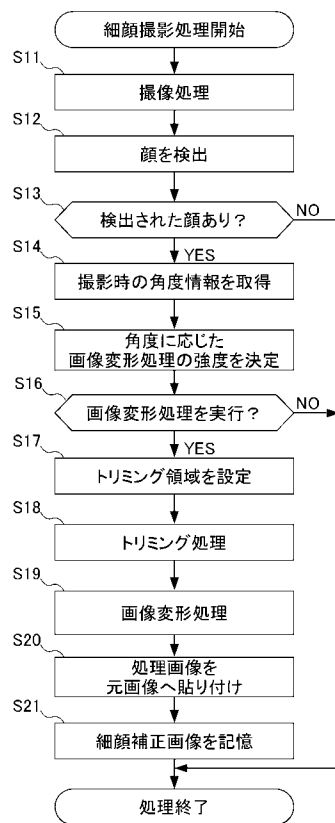 細顔撮影処理開始
S11
撮像処理
S12
顔を検出
S13
検出された顔あり？
NO
YES
S14
撮影時の角度情報を取得
S15
角度に応じた
画像変形処理の強度を決定
S16
画像変形処理を実行？
NO
YES
S17
トリミング領域を設定
S18
トリミング処理
S19
画像変形処理
S20
処理画像を
元画像へ貼り付け
S21
細顔補正画像を記憶
処理終了